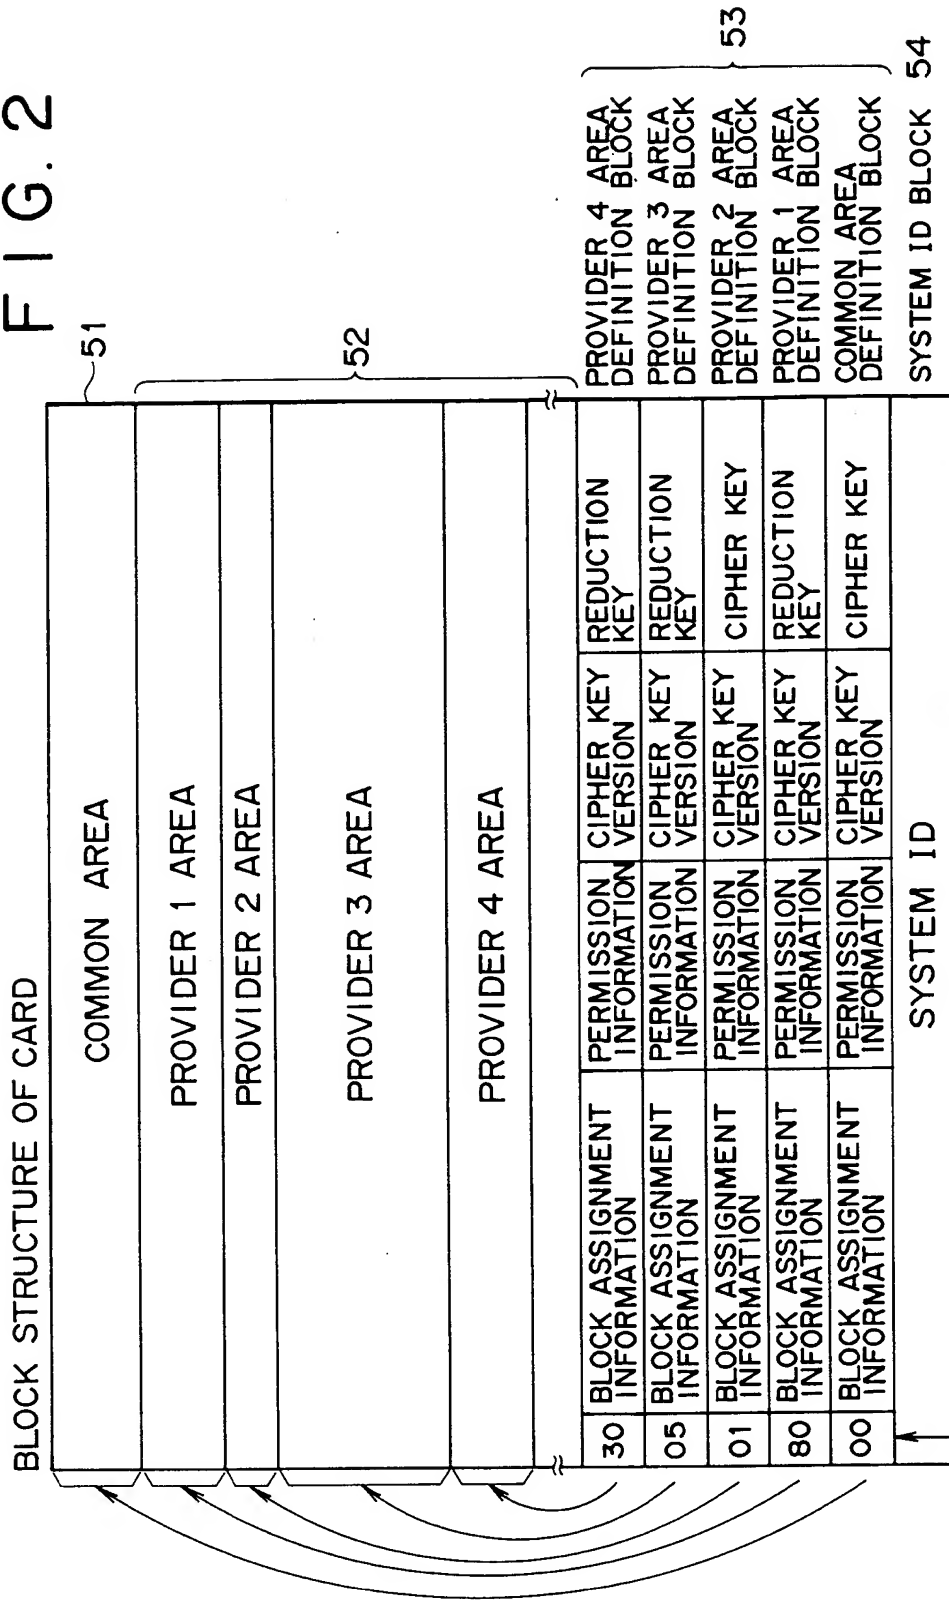 FIG. 2
BLOCK STRUCTURE OF CARD
COMMON AREA
51
PROVIDER 1 AREA
PROVIDER 2 AREA
PROVIDER 3 AREA
PROVIDER 4 AREA
52
30
BLOCK ASSIGNMENT
INFORMATION
PERMISSION
INFORMATION
CIPHER KEY
VERSION
REDUCTION
KEY
PROVIDER 4 AREA
DEFINITION BLOCK
05
BLOCK ASSIGNMENT
INFORMATION
PERMISSION
INFORMATION
CIPHER KEY
VERSION
REDUCTION
KEY
PROVIDER 3 AREA
DEFINITION BLOCK
01
BLOCK ASSIGNMENT
INFORMATION
PERMISSION
INFORMATION
CIPHER KEY
VERSION
CIPHER KEY
PROVIDER 2 AREA
DEFINITION BLOCK
80
BLOCK ASSIGNMENT
INFORMATION
PERMISSION
INFORMATION
CIPHER KEY
VERSION
REDUCTION
KEY
PROVIDER 1 AREA
DEFINITION BLOCK
00
BLOCK ASSIGNMENT
INFORMATION
PERMISSION
INFORMATION
CIPHER KEY
VERSION
CIPHER KEY
COMMON AREA
DEFINITION BLOCK
53
SYSTEM ID
SYSTEM ID BLOCK 54